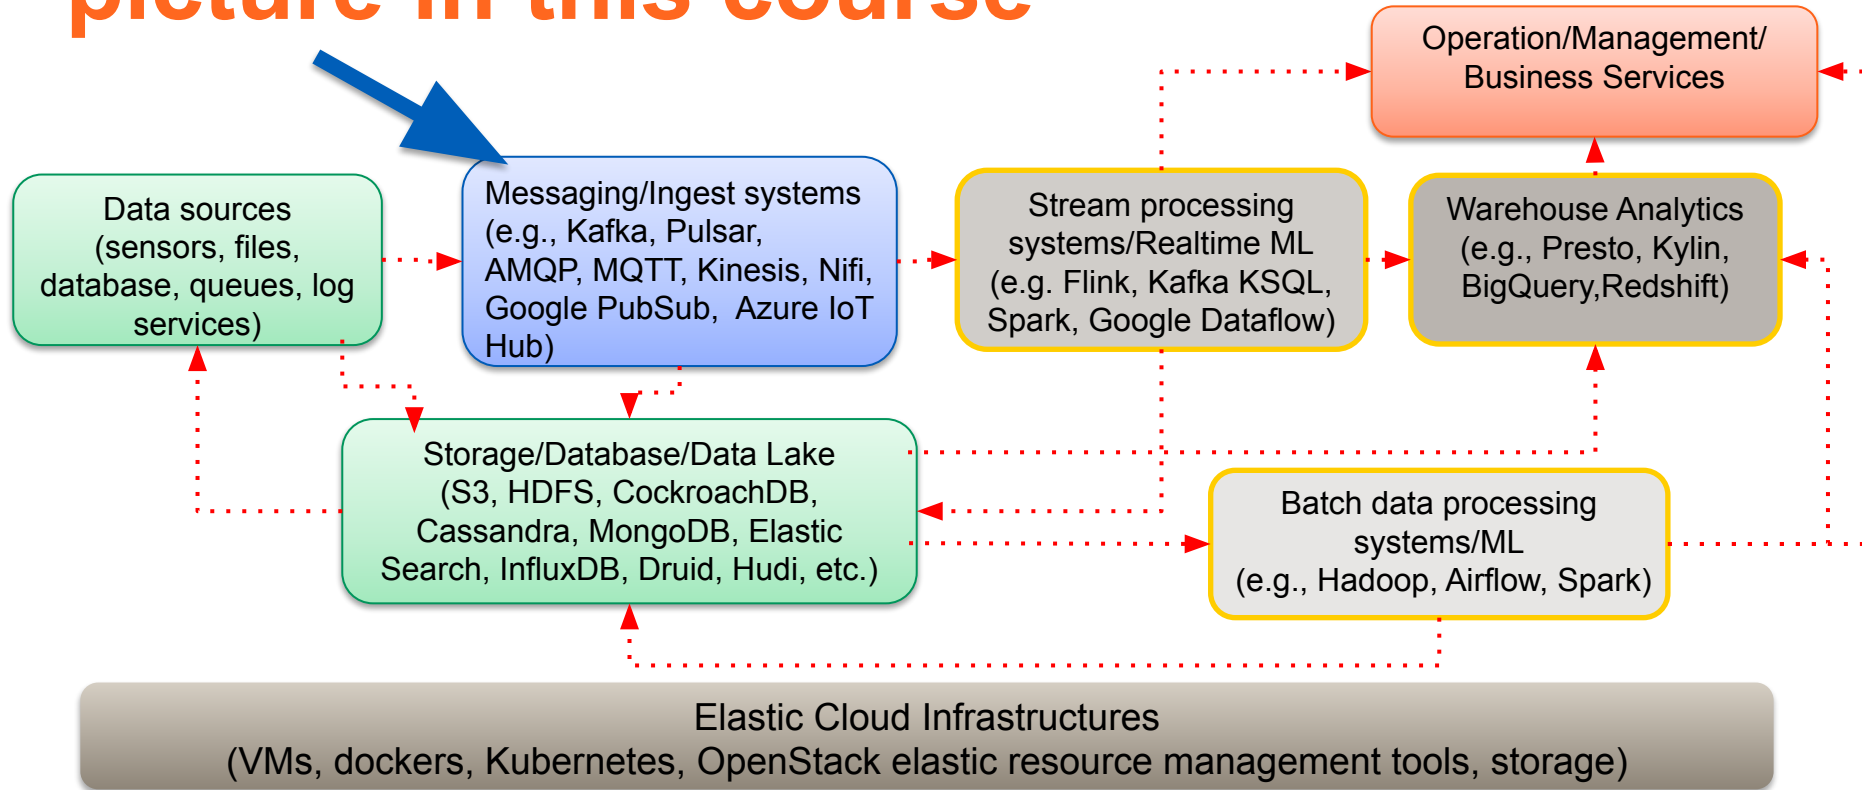 picture in this course
Operation/Management/
Business Services
Data sources
(sensors, files,
database, queues, log
services)
Messaging/Ingest systems
(e.g., Kafka, Pulsar,
AMQP, MQTT, Kinesis, Nifi,
Google PubSub,  Azure IoT
Hub)
Stream processing
systems/Realtime ML
(e.g. Flink, Kafka KSQL,
Spark, Google Dataflow)
Warehouse Analytics
(e.g., Presto, Kylin,
BigQuery,Redshift)
Storage/Database/Data Lake
(S3, HDFS, CockroachDB,
Cassandra, MongoDB, Elastic
Search, InfluxDB, Druid, Hudi, etc.)
Batch data processing
systems/ML
(e.g., Hadoop, Airflow, Spark)
Elastic Cloud Infrastructures
(VMs, dockers, Kubernetes, OpenStack elastic resource management tools, storage)